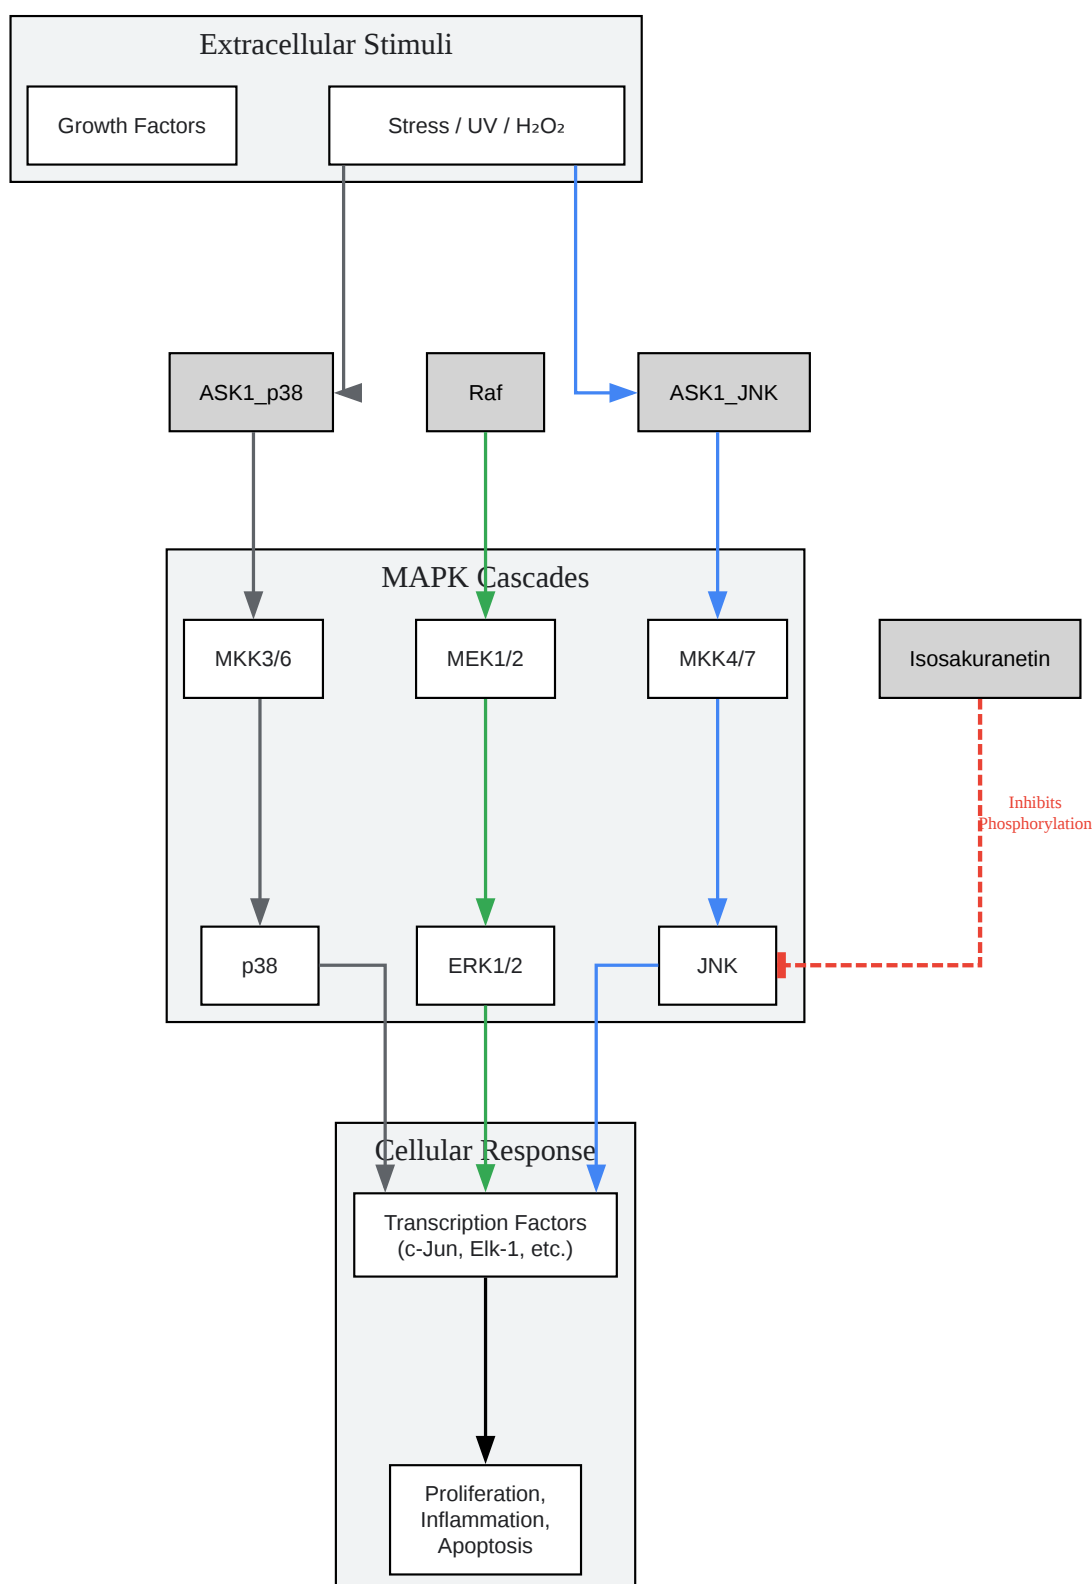 Extracellular Stimuli
Growth Factors
Stress / UV / H₂O₂
ASK1_p38
Raf
ASK1_JNK
MAPK Cascades
MKK3/6
MEK1/2
MKK4/7
Isosakuranetin
Inhibits
Phosphorylation
p38
ERK1/2
JNK
Cellular Response
Transcription Factors
(c-Jun, Elk-1, etc.)
Proliferation,
Inflammation,
Apoptosis